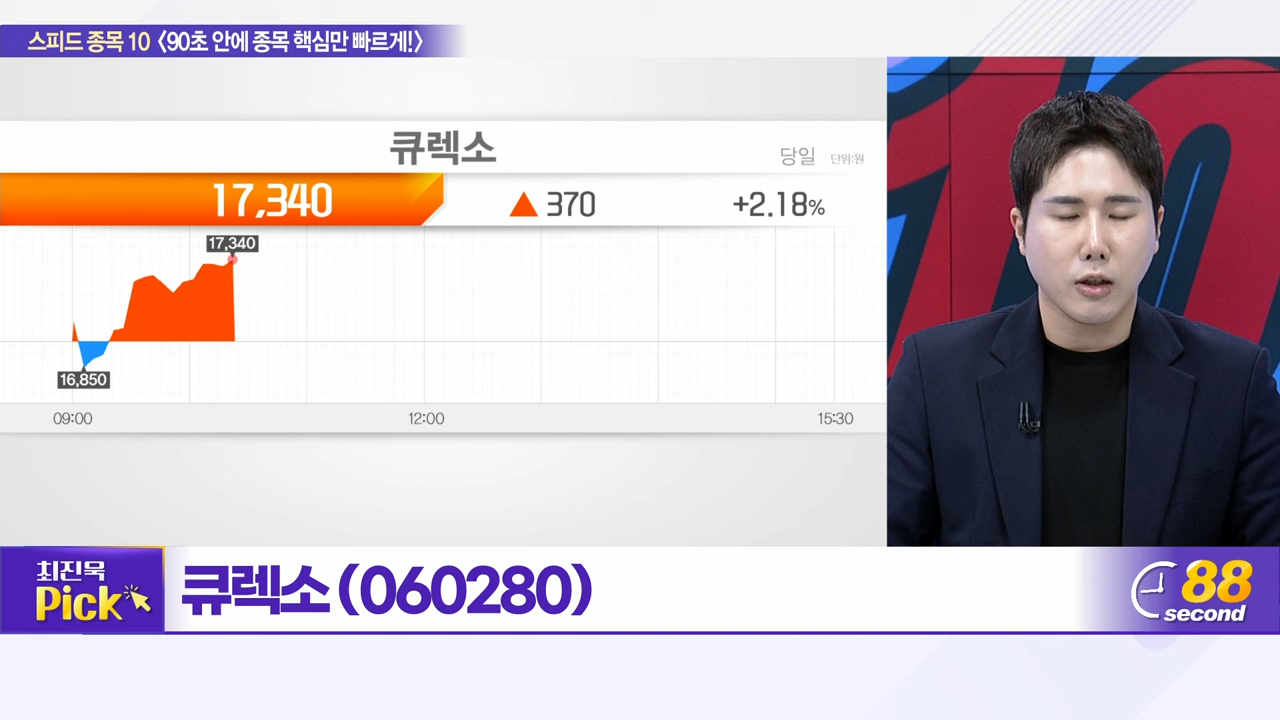 스피드 종목 10 <90초 안에 종목 핵심만 빠르게!>
큐렉소
당일 단위:원
17,340 ▲ 370 +2.18%
17,340
16,850
09:00 12:00 15:30
최진욱
Pick
큐렉소(060280)
88
second